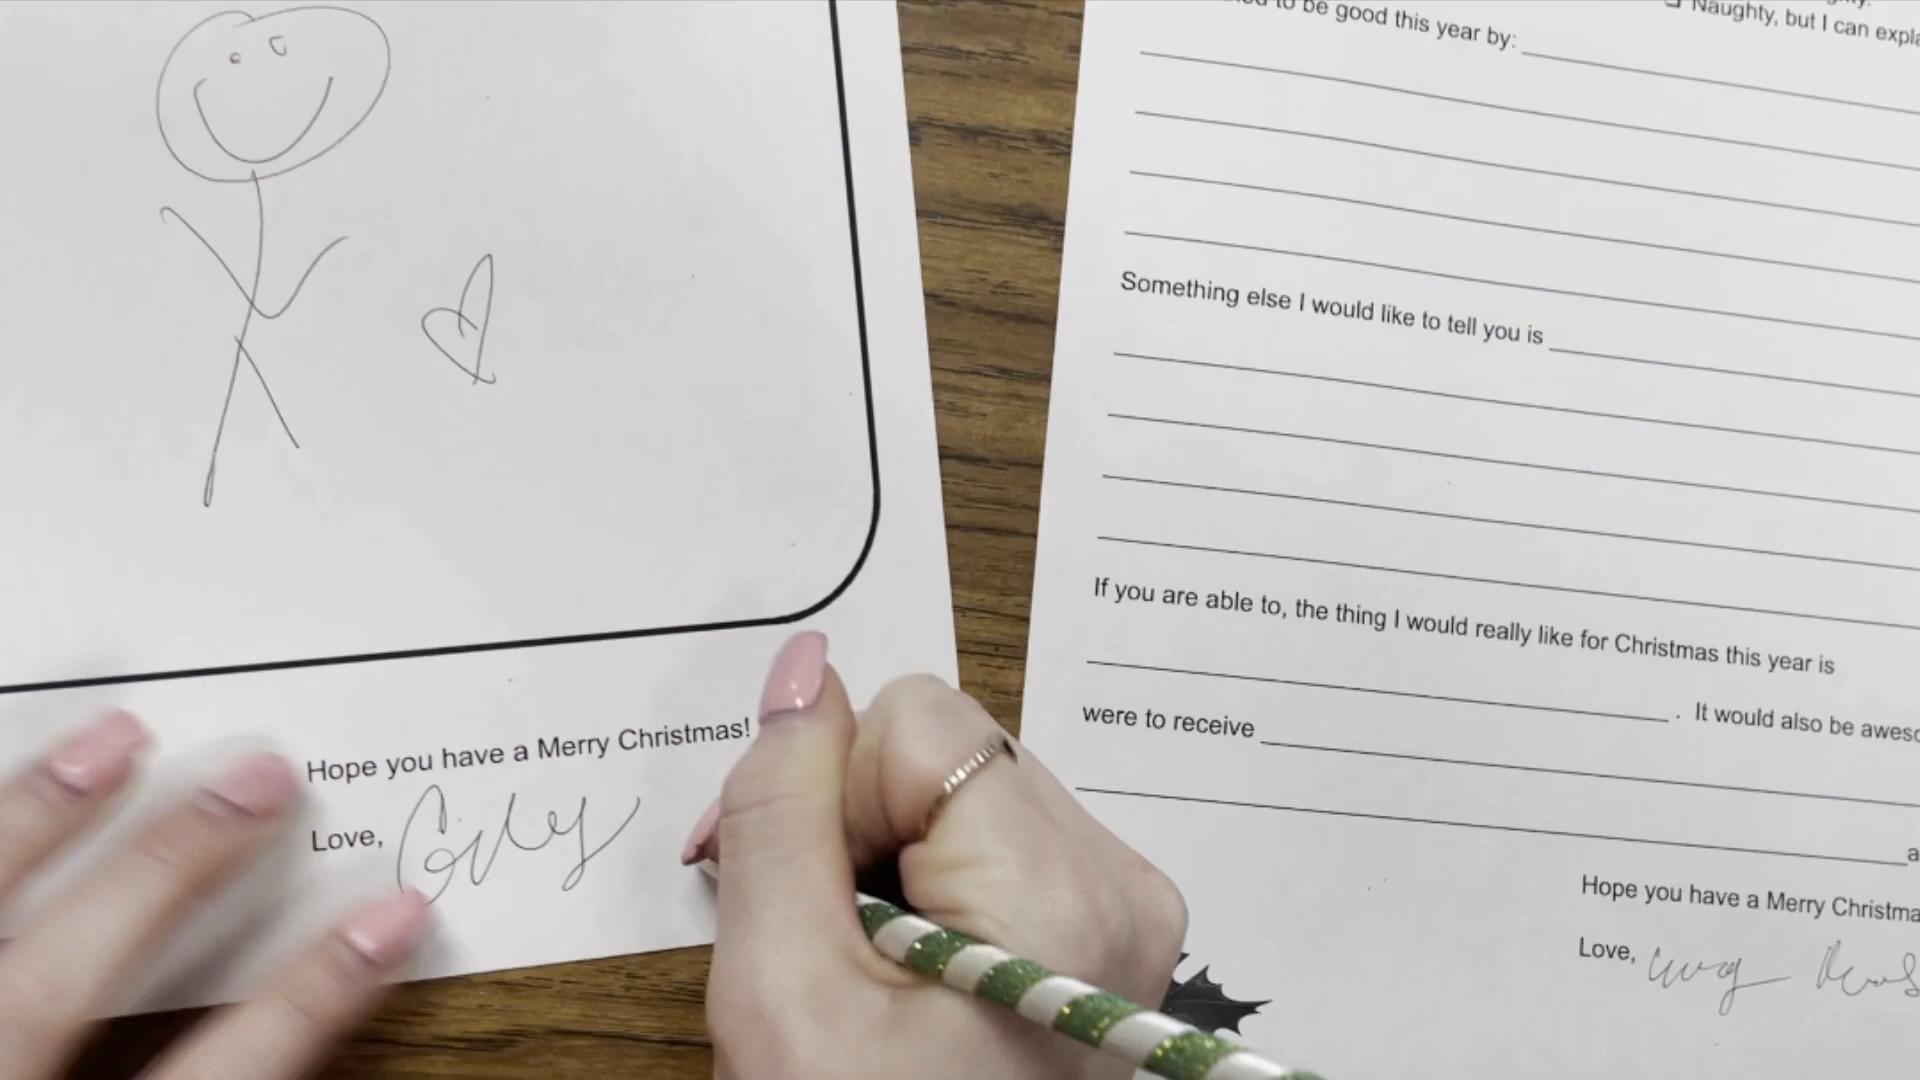 Hope you have a Merry Christmas!
Love,
to be good this year by:
Naughty, but I can expla
Something else I would like to tell you is
If you are able to, the thing I would really like for Christmas this year is
. It would also be aweso
were to receive
a
Hope you have a Merry Christma
Love,